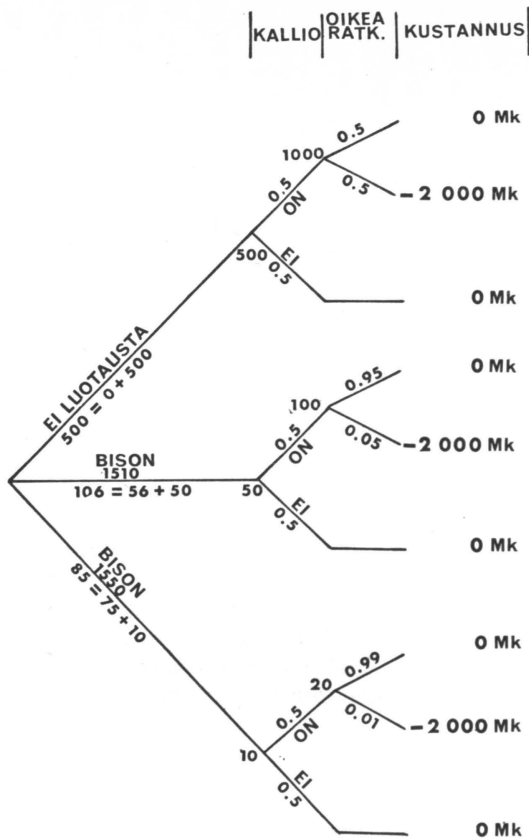 KALLIO
OIKEA
RATK.
KUSTANNUS
0.5
0 Mk
1000
0.5
-2 000 Mk
0.5
ON
500
EI
0.5
0 Mk
EI LUOTAUSTA
500 = 0 + 500
0.95
0 Mk
100
0.05
-2 000 Mk
0.5
ON
BISON
1510
106 = 56 + 50
50
EI
0.5
0 Mk
BISON
1550
85 = 75 + 10
0.99
0 Mk
20
0.01
-2 000 Mk
0.5
ON
10
EI
0.5
0 Mk